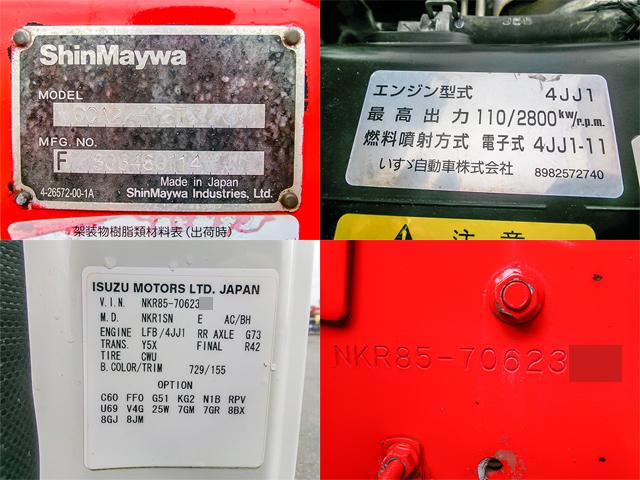 ShinMaywa
MODEL
MFG. NO.
F
Made in Japan
4-26572-00-1A
ShinMaywa Industries, Ltd.
架装物樹脂類材料表(出荷時)
エンジン型式 4JJ1
最高出力 110/2800kw/r.p.m.
燃料噴射方式 電子式 4JJ1-11
いすゞ自動車株式会社 8982572740
注意
ISUZU MOTORS LTD. JAPAN
V.I.N. NKR85-70623
M.D. NKR1SN E AC/BH
ENGINE LFB/4JJ1 RR AXLE G73
TRANS. Y5X FINAL R42
TIRE CWU
B.COLOR/TRIM 729/155
OPTION
C60 FF0 G51 KG2 N1B RPV
U69 V4G 25W 7GM 7GR 8BX
8GJ 8JM
NKR85-70623